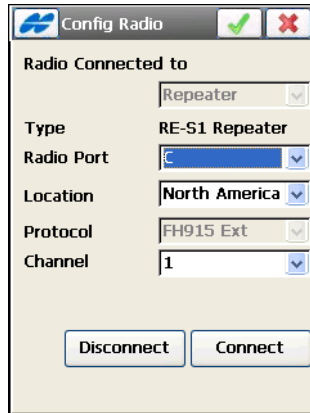 Config Radio
Radio Connected to
Repeater
Type RE-S1 Repeater
Radio Port C
Location North America
Protocol FH915 Ext
Channel 1
Disconnect Connect